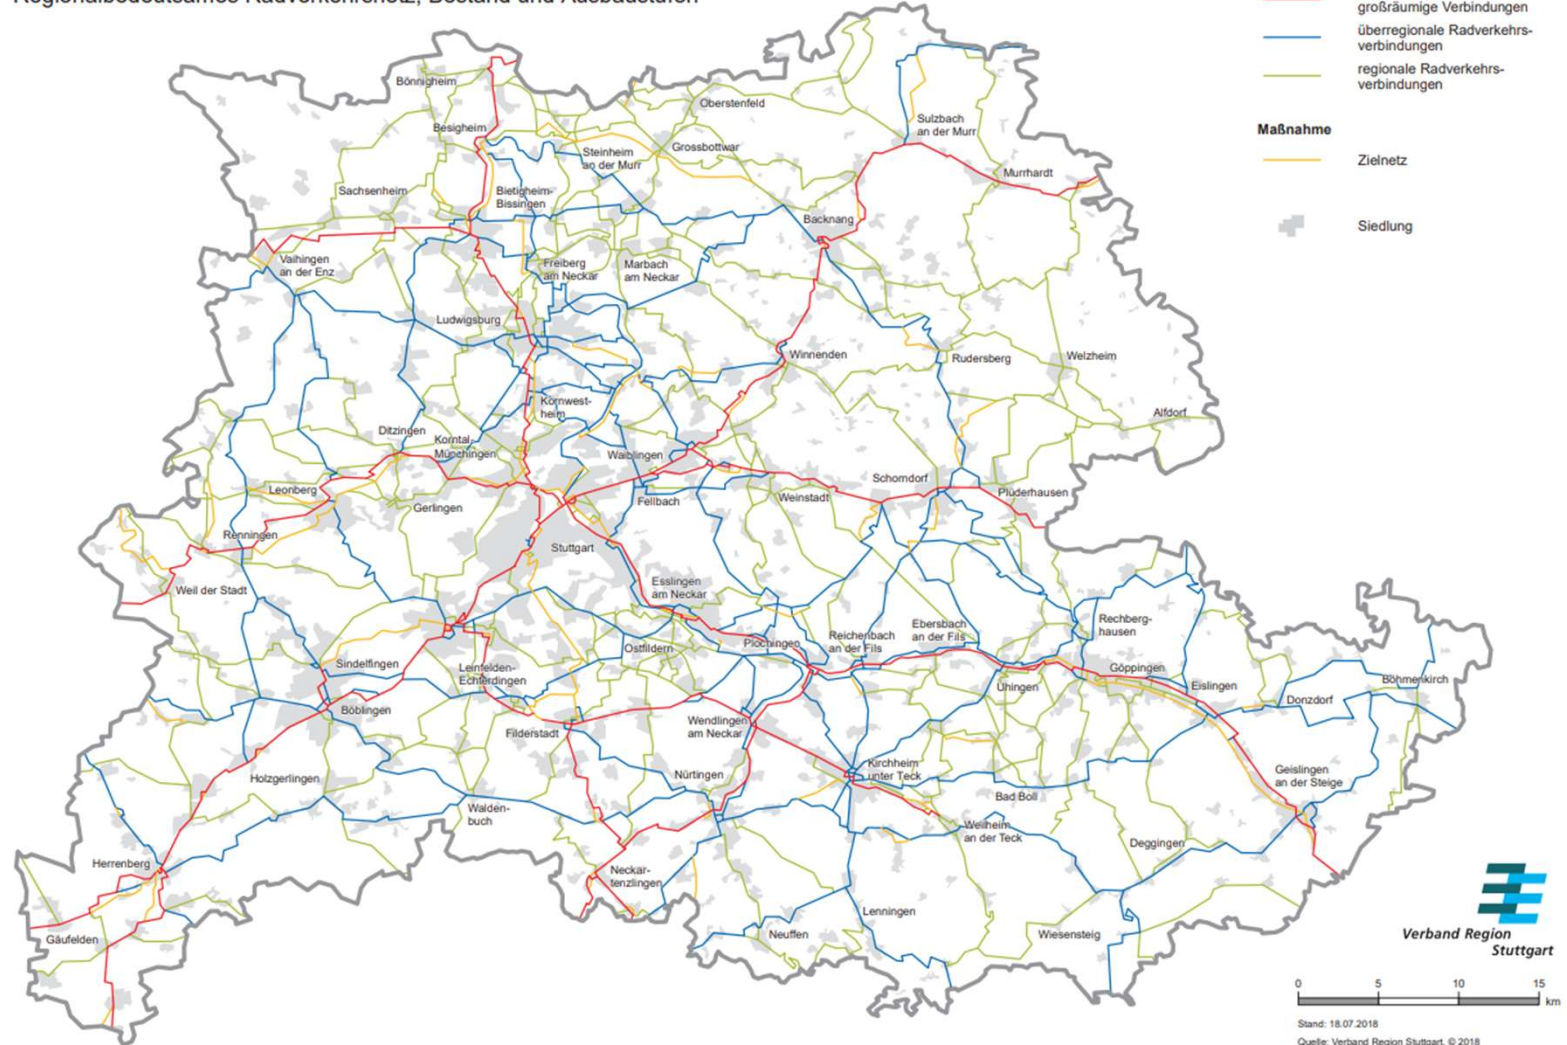 Regionalbedeutsames Radverkehrsnetz, Bestand und Ausbaustufen
großräumige Verbindungen
überregionale Radverkehrs-
verbindungen
regionale Radverkehrs-
verbindungen
Maßnahme
Zielnetz
Siedlung
Bönnigheim
Oberstenfeld
Besigheim
Sulzbach
an der Murr
Steinheim
an der Murr
Grossbottwar
Murrhardt
Sachsenheim
Bietigheim-
Bissingen
Backnang
Vaihingen
an der Enz
Freiberg
am Neckar
Marbach
am Neckar
Ludwigsburg
Winnenden
Rudersberg
Welzheim
Kornwest-
heim
Alfdorf
Ditzingen
Korntal-
Münchingen
Waiblingen
Leonberg
Schorndorf
Plüderhausen
Weinstadt
Fellbach
Gerlingen
Renningen
Stuttgart
Weil der Stadt
Esslingen
am Neckar
Rechberg-
hausen
Ebersbach
an der Fils
Reichenbach
an der Fils
Plochingen
Ostfildern
Sindelfingen
Leinfelden-
Echterdingen
Göppingen
Uhingen
Eislingen
Donzdorf
Böhmenkirch
Böblingen
Wendlingen
am Neckar
Filderstadt
Kirchheim
unter Teck
Nürtingen
Geislingen
an der Steige
Holzgerlingen
Bad Boll
Walden-
buch
Weilheim
an der Teck
Deggingen
Herrenberg
Neckar-
tenzlingen
Lenningen
Gäufelden
Neuffen
Wiesensteig
Verband Region
Stuttgart
0 5 10 15
km
Stand: 18.07.2018
Quelle: Verband Region Stuttgart, © 2018